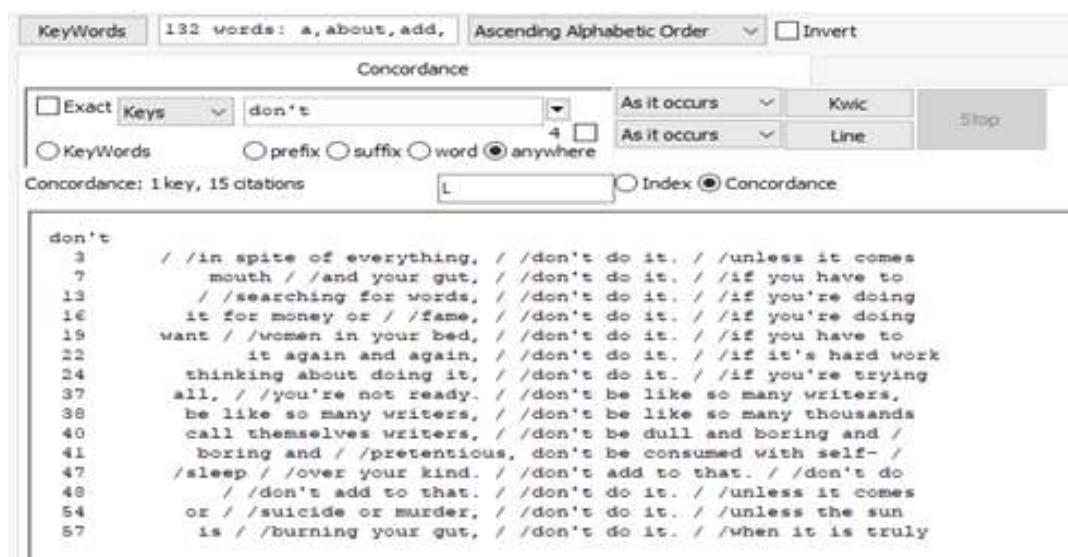 KeyWords 132 words: a,about,add, Ascending Alphabetic Order Invert
Concordance
Exact Keys don't As it occurs Kwic Stop
4 As it occurs Line
KeyWords prefix suffix word anywhere
Concordance: 1 key, 15 citations L Index Concordance
don't
3 / /in spite of everything, / /don't do it. / /unless it comes
7 mouth / /and your gut, / /don't do it. / /if you have to
13 / /searching for words, / /don't do it. / /if you're doing
16 it for money or / /fame, / /don't do it. / /if you're doing
19 want / /women in your bed, / /don't do it. / /if you have to
22 it again and again, / /don't do it. / /if it's hard work
24 thinking about doing it, / /don't do it. / /if you're trying
37 all, / /you're not ready. / /don't be like so many writers,
38 be like so many writers, / /don't be like so many thousands
40 call themselves writers, / /don't be dull and boring and /
41 boring and / /pretentious, don't be consumed with self- /
47 /sleep / /over your kind. / /don't add to that. / /don't do
48 / /don't add to that. / /don't do it. / /unless it comes
54 or / /suicide or murder, / /don't do it. / /unless the sun
57 is / /burning your gut, / /don't do it. / /when it is truly